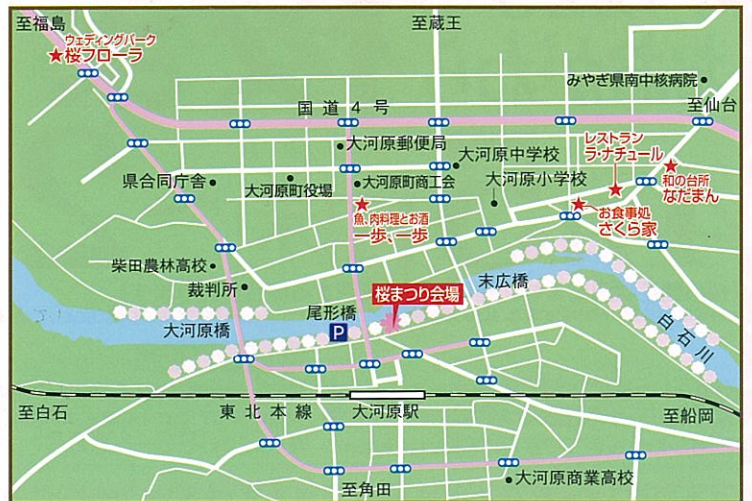 至福島
至蔵王
ウェディングパーク
桜フローラ
みやぎ県南中核病院
国道4号
至仙台
大河原郵便局
レストラン
ラ・ナチュール
大河原中学校
県合同庁舎
大河原町役場
大河原町商工会
大河原小学校
和の台所
なだまん
魚、肉料理とお酒
一歩、一歩
お食事処
さくら家
柴田農林高校
裁判所
末広橋
桜まつり会場
尾形橋
P
大河原橋
白石川
至白石
東北本線
大河原駅
至船岡
大河原商業高校
至角田